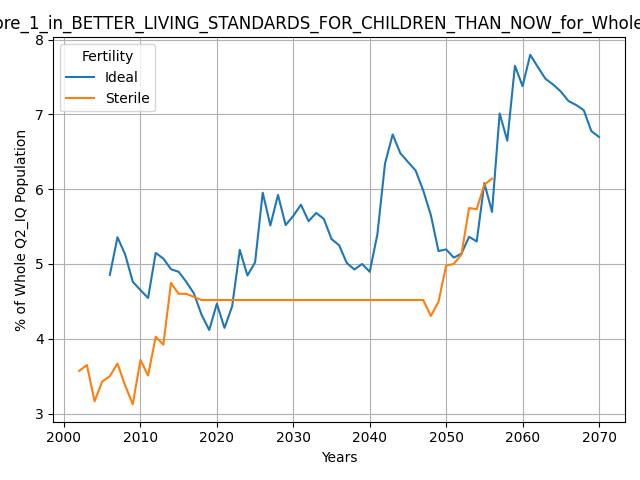 ore_1_in_BETTER_LIVING_STANDARDS_FOR_CHILDREN_THAN_NOW_for_Whole
Fertility
Ideal
Sterile
% of Whole Q2_IQ Population
8
7
6
5
4
3
2000 2010 2020 2030 2040 2050 2060 2070
Years